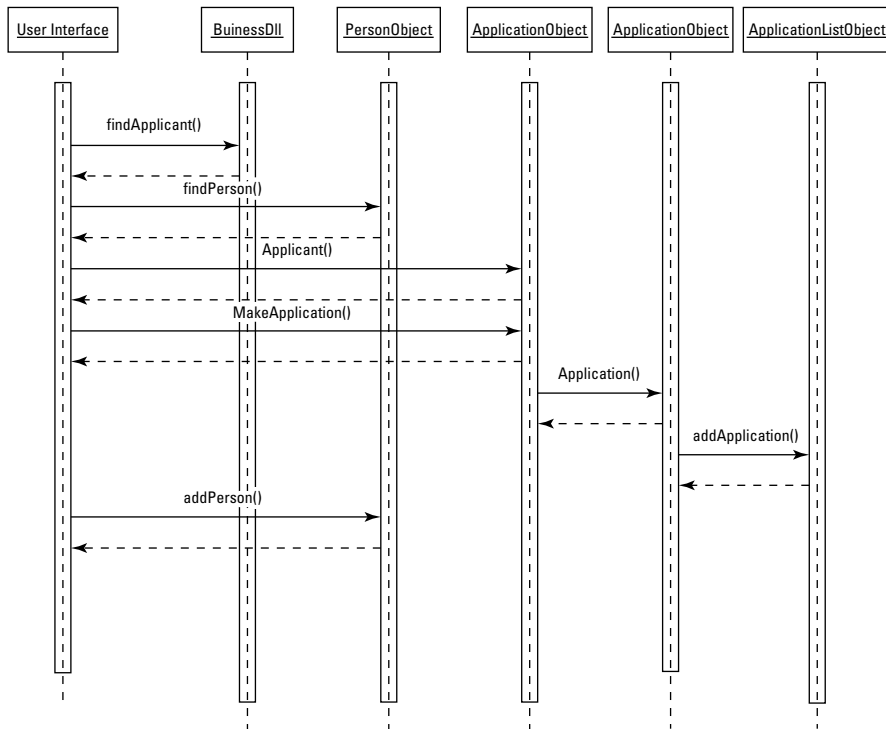 User Interface
BuinessDll
PersonObject
ApplicationObject
ApplicationObject
ApplicationListObject
findApplicant()
findPerson()
Applicant()
MakeApplication()
Application()
addApplication()
addPerson()